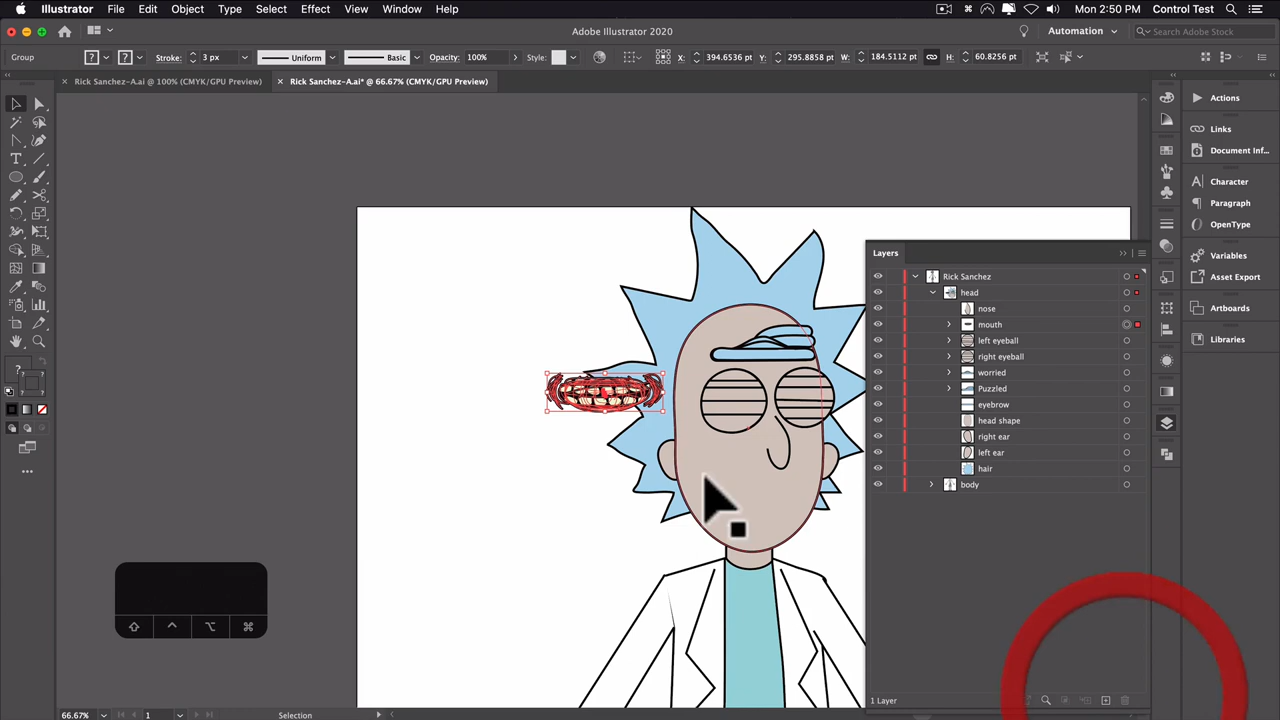 Illustrator File Edit Object Type Select Effect View Window Help Mon 2:50 PM Control Test
Adobe Illustrator 2020 Automation Search Adobe Stock
Group ? ? Stroke: 3 px Uniform Basic Opacity: 100% Style: X: 394.6536 pt Y: 295.8858 pt W: 184.5112 pt H: 60.8256 pt
Rick Sanchez-A.ai @ 100% (CMYK/GPU Preview) Rick Sanchez-A.ai* @ 66.67% (CMYK/GPU Preview)
Actions
Links
Document Inf...
Character
Paragraph
OpenType
Variables
Asset Export
Artboards
Libraries
Layers
Rick Sanchez
head
nose
mouth
left eyeball
right eyeball
worried
Puzzled
eyebrow
head shape
right ear
left ear
hair
body
1 Layer
?
66.67% 1 Selection